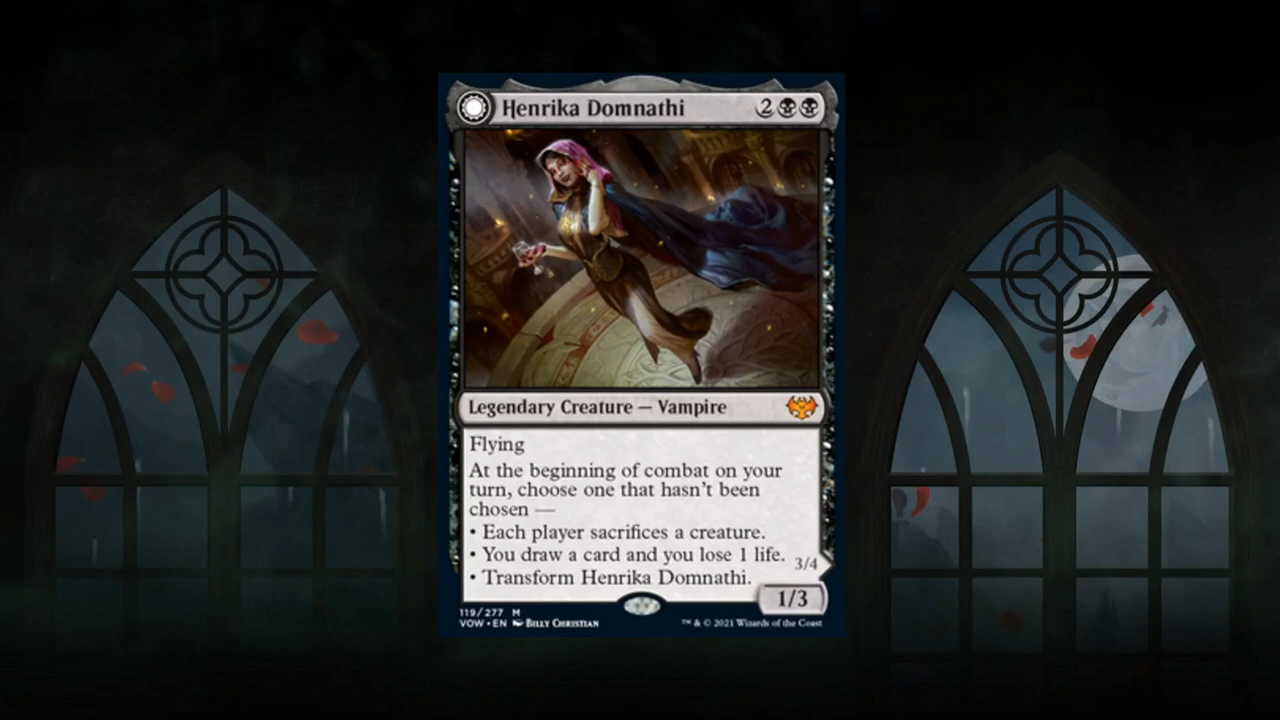 Henrika Domnathi 2
Legendary Creature — Vampire
Flying
At the beginning of combat on your
turn, choose one that hasn't been
chosen —
• Each player sacrifices a creature.
• You draw a card and you lose 1 life.
• Transform Henrika Domnathi.
3/4
1/3
119/277 M
VOW • EN Billy Christian
™ & © 2021 Wizards of the Coast